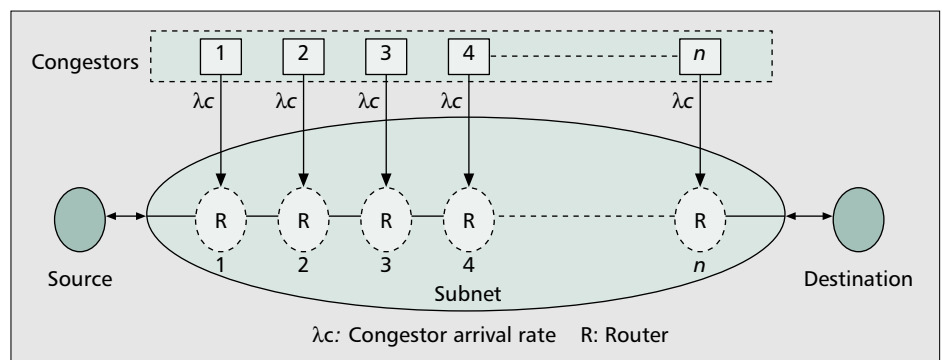 Congestors
1 2 3 4 n
λc λc λc λc λc
R R R R R
1 2 3 4 n
Source
Destination
Subnet
λc: Congestor arrival rate R: Router